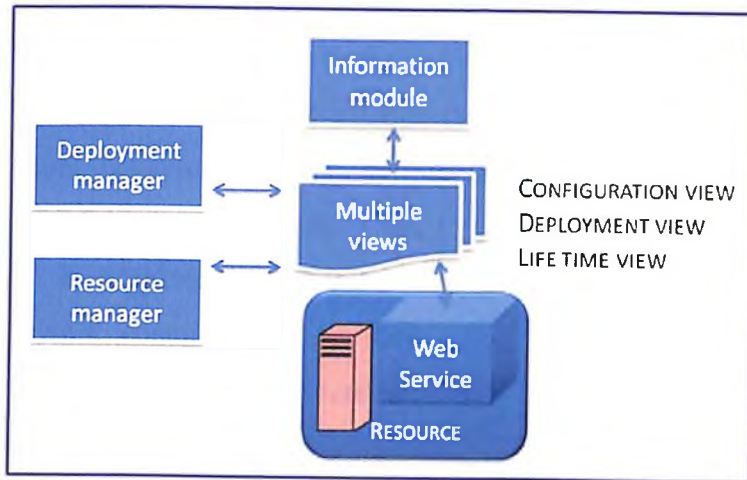 Information
module
Deployment
manager
Multiple
views
CONFIGURATION VIEW
DEPLOYMENT VIEW
LIFE TIME VIEW
Resource
manager
Web
Service
RESOURCE